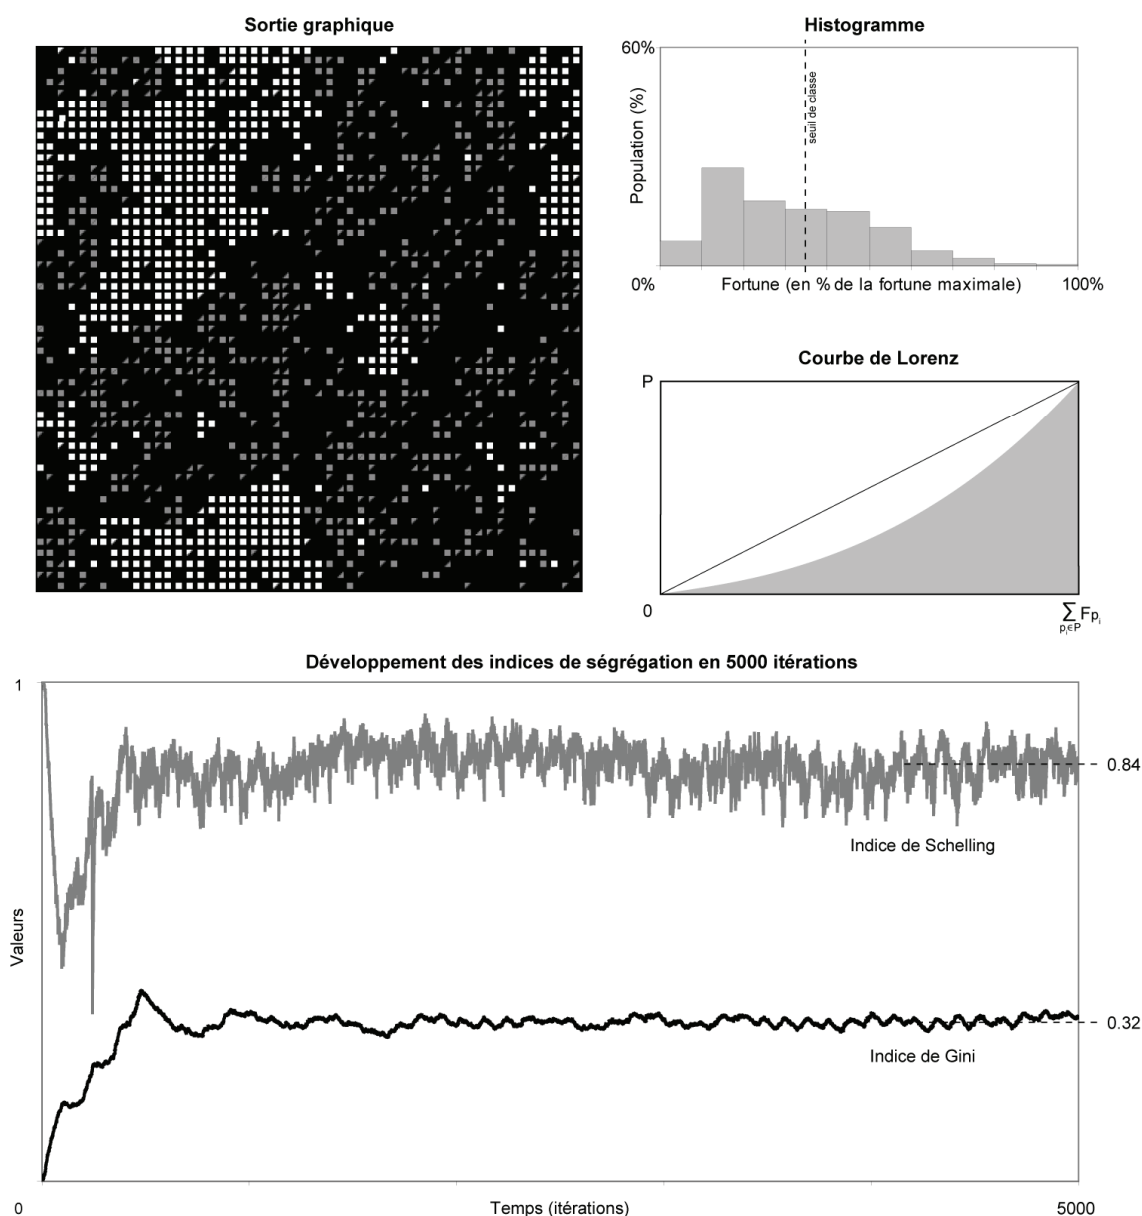 Sortie graphique
Histogramme
60%
Population (%)
seuil de classe
0%
Fortune (en % de la fortune maximale)
100%
Courbe de Lorenz
P
0
∑ Fpᵢ
pᵢ∈P
Développement des indices de ségrégation en 5000 itérations
1
Valeurs
0.84
Indice de Schelling
0.32
Indice de Gini
0
Temps (itérations)
5000